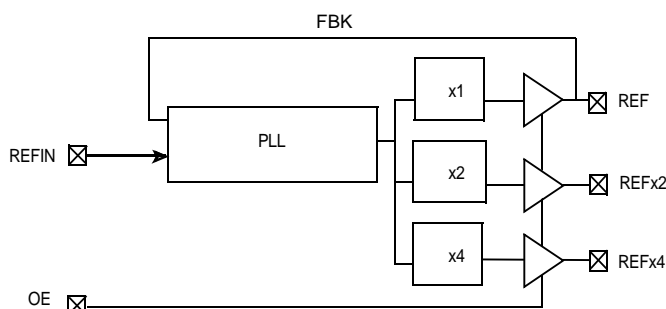 FBK
x1
REF
PLL
REFIN
x2
REFx2
x4
REFx4
OE